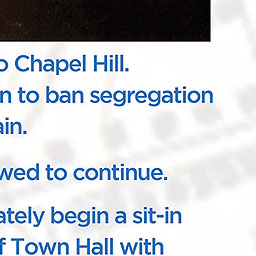 o Chapel Hill.
n to ban segregation
ain.
wed to continue.
ately begin a sit-in
f Town Hall with